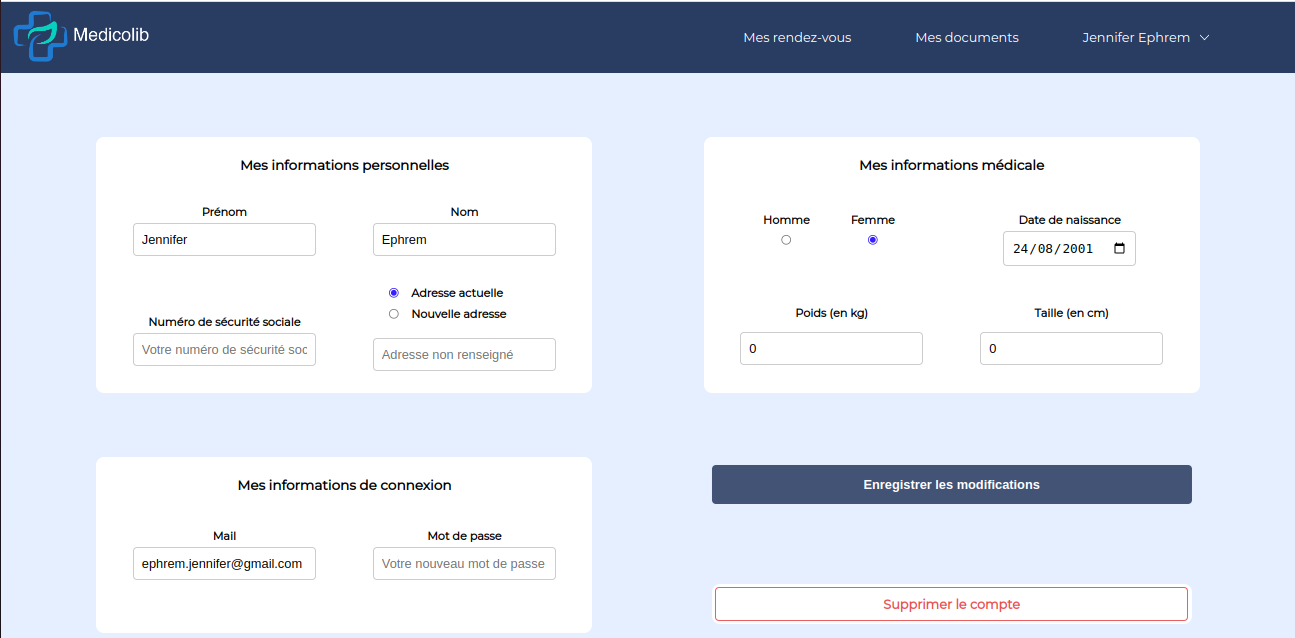 Medicolib
Mes rendez-vous
Mes documents
Jennifer Ephrem
Mes informations personnelles
Prénom
Nom
Jennifer
Ephrem
Adresse actuelle
Nouvelle adresse
Numéro de sécurité sociale
Votre numéro de sécurité soc
Adresse non renseigné
Mes informations médicale
Homme
Femme
Date de naissance
24/08/2001
Poids (en kg)
Taille (en cm)
0
0
Mes informations de connexion
Mail
Mot de passe
ephrem.jennifer@gmail.com
Votre nouveau mot de passe
Enregistrer les modifications
Supprimer le compte